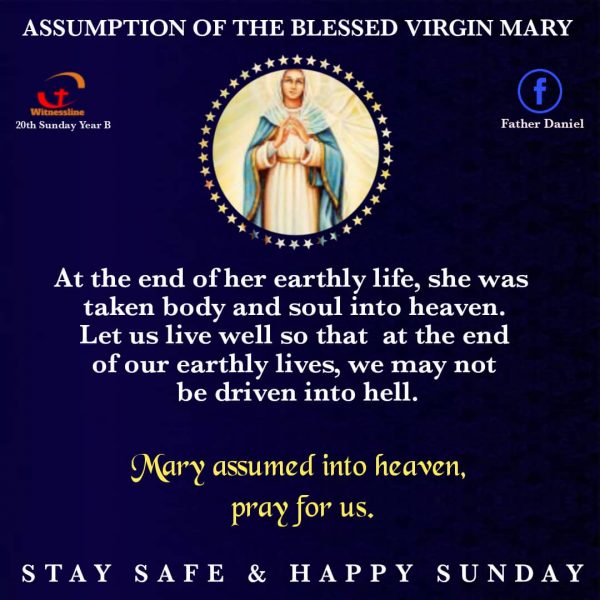 ASSUMPTION OF THE BLESSED VIRGIN MARY
Witnessline
20th Sunday Year B
f
Father Daniel
At the end of her earthly life, she was
taken body and soul into heaven.
Let us live well so that at the end
of our earthly lives, we may not
be driven into hell.
Mary assumed into heaven,
pray for us.
STAY SAFE & HAPPY SUNDAY